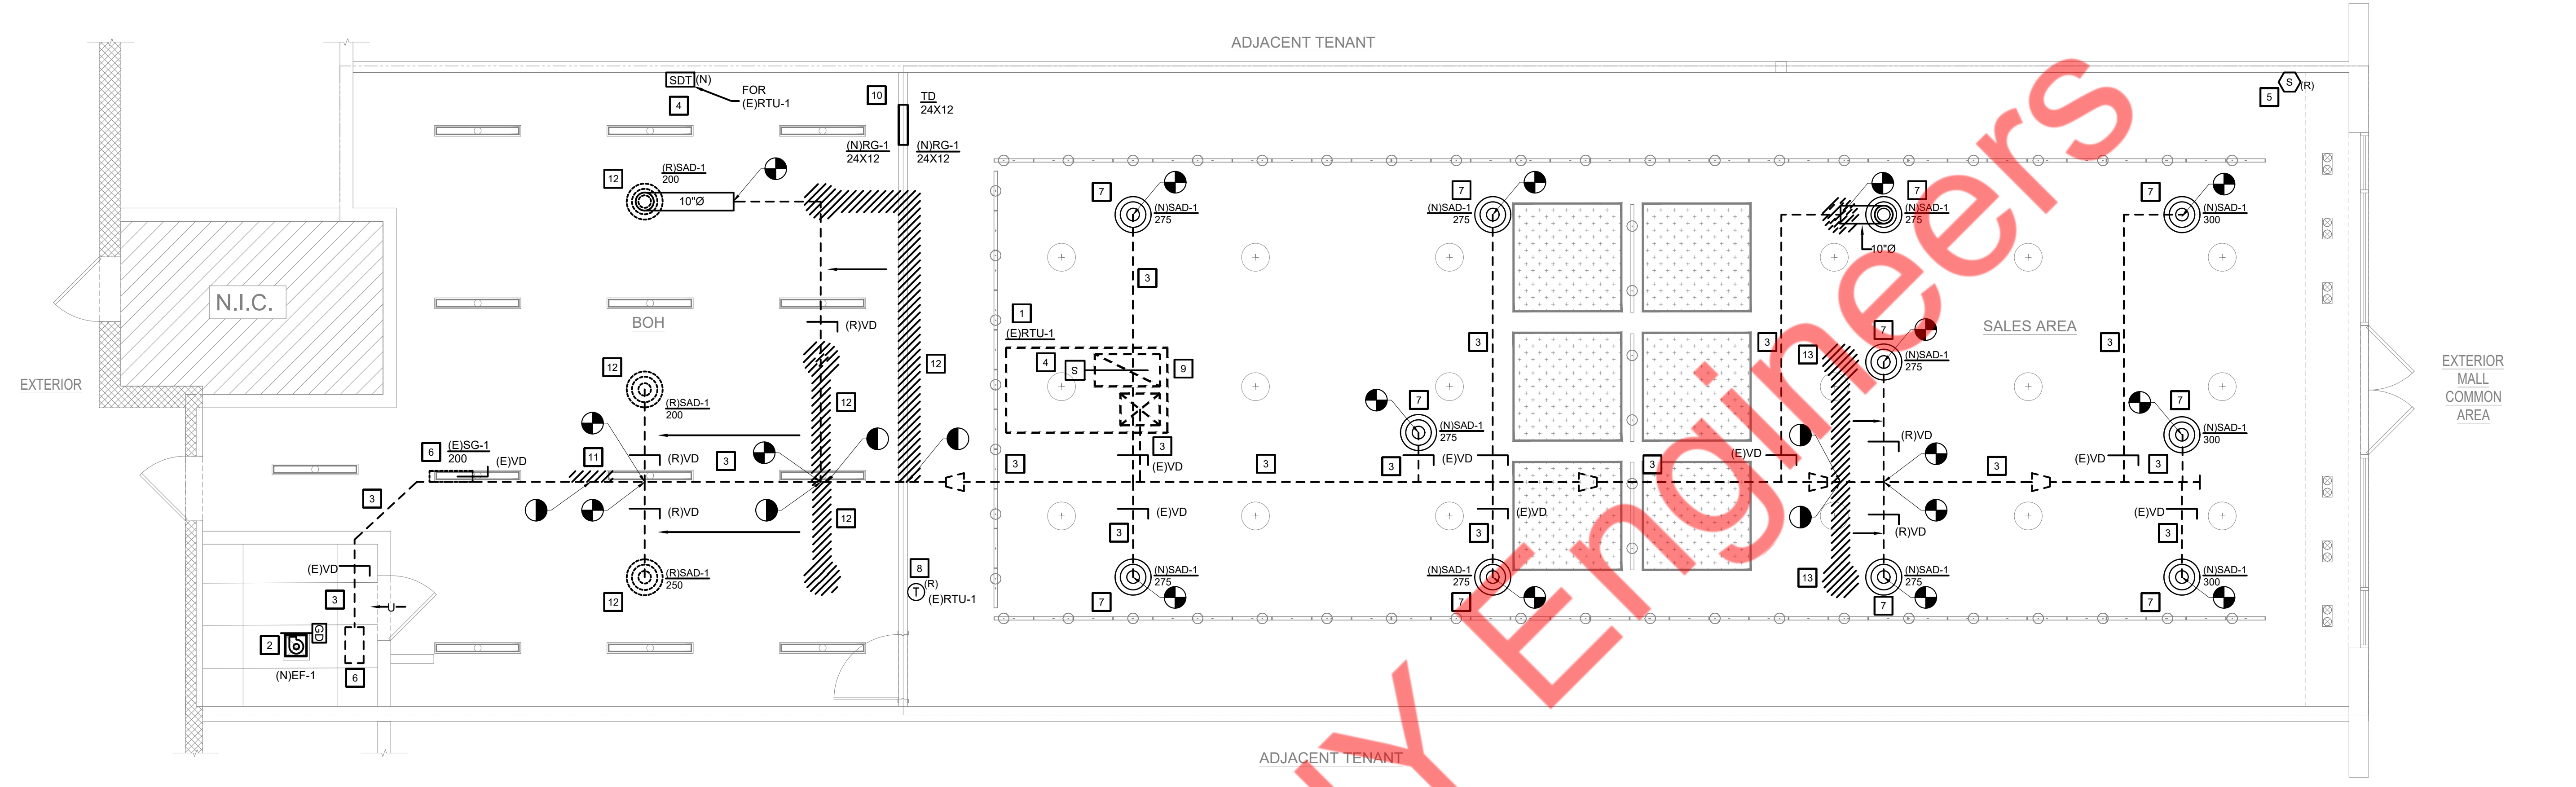 ADJACENT TENANT
SDT (N)
FOR
(E)RTU-1
4
10
TD
24X12
(N)RG-1
24X12
(N)RG-1
24X12
S (R)
5
(R)SAD-1
200
12
10"Ø
7
(N)SAD-1
275
7
(N)SAD-1
275
7
(N)SAD-1
275
10"Ø
7
(N)SAD-1
300
3
N.I.C.
BOH
(R)VD
1
(E)RTU-1
4
S
9
3
3
3
7
(N)SAD-1
275
SALES AREA
EXTERIOR
12
(R)SAD-1
200
12
12
13
EXTERIOR
MALL
COMMON
AREA
7
(N)SAD-1
275
7
(N)SAD-1
300
6
(E)SG-1
200
(E)VD
11
(R)VD
3
3
3
(E)VD
3
3
(E)VD
3
(E)VD
(R)VD
3
(E)VD
3
3
(R)VD
12
(E)VD
3
(E)VD
3
(R)VD
(E)VD
3
(E)VD
3
U
(R)SAD-1
250
12
8
(R)
T
(E)RTU-1
(N)SAD-1
275
7
(N)SAD-1
275
7
13
(N)SAD-1
275
7
(N)SAD-1
300
7
2
GD
(N)EF-1
6
ADJACENT TENANT
NY Engineers